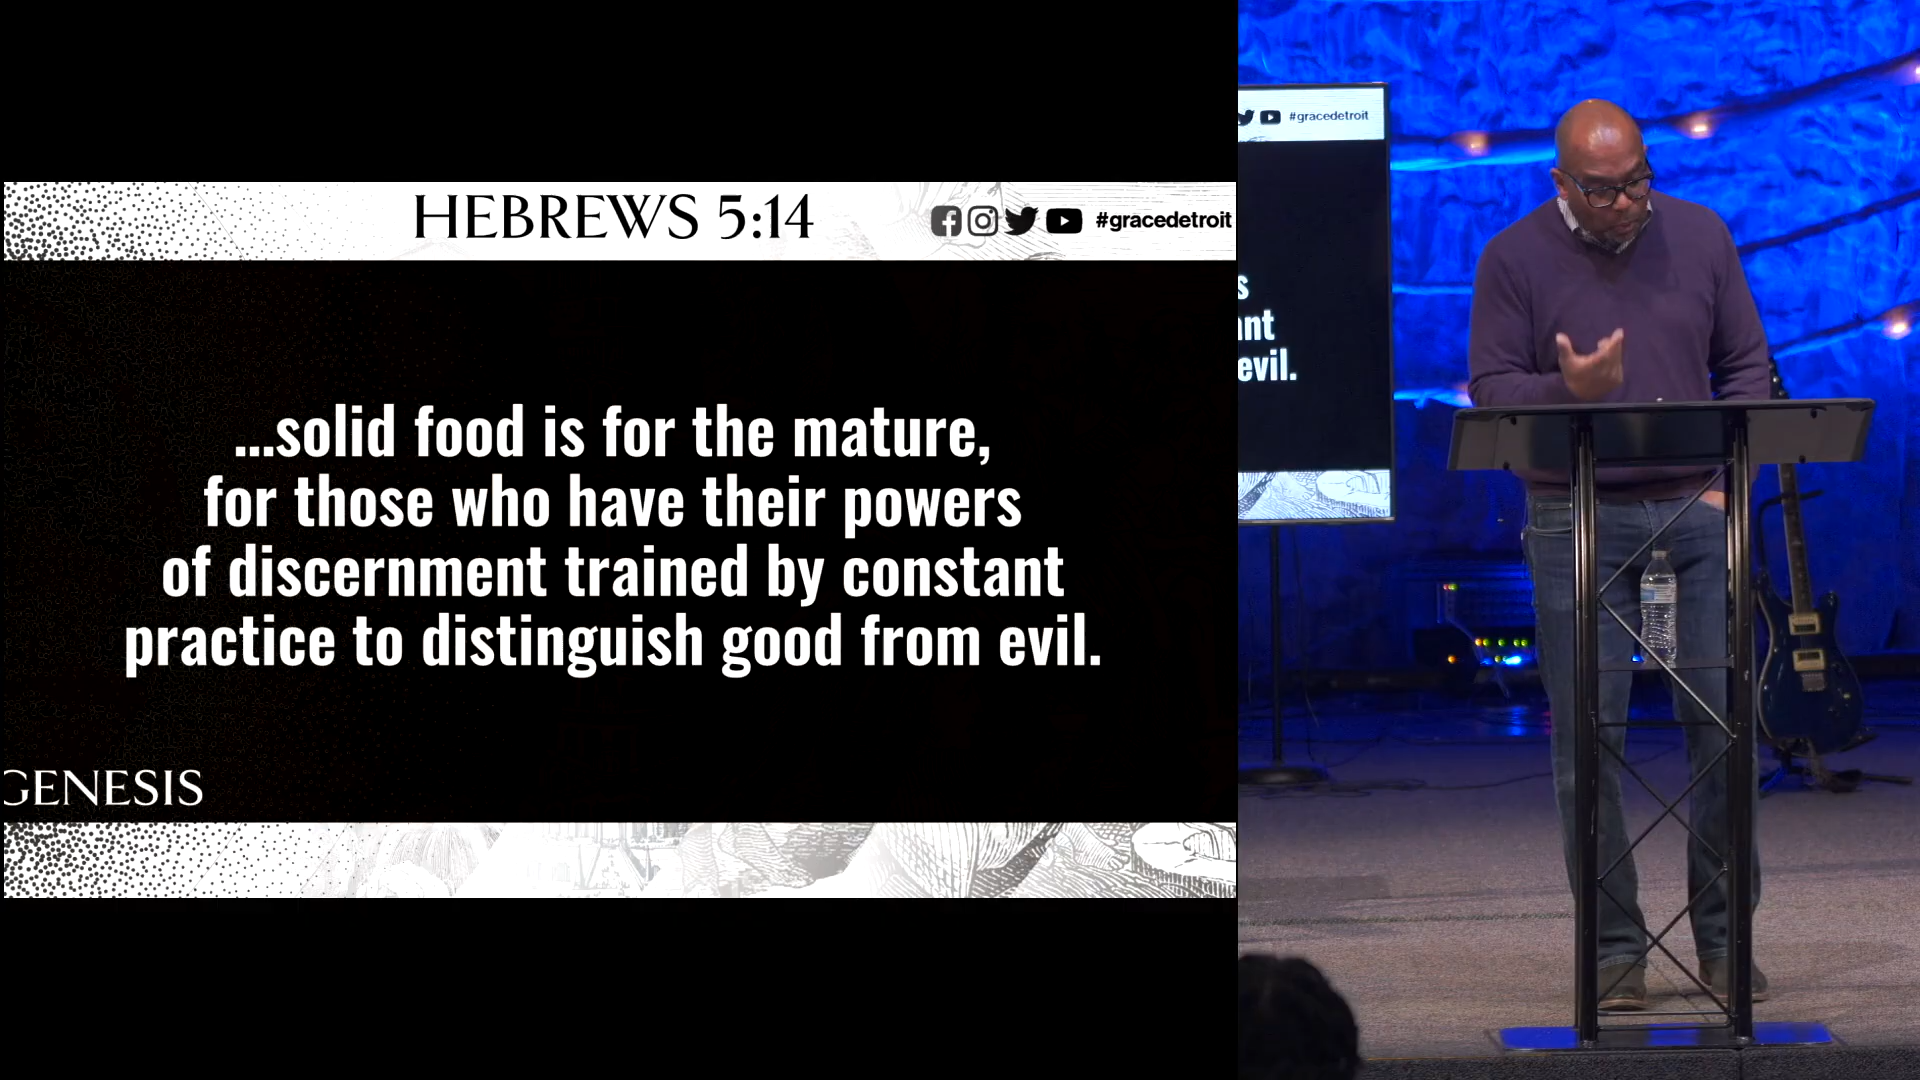 HEBREWS 5:14
#gracedetroit
...solid food is for the mature,
for those who have their powers
of discernment trained by constant
practice to distinguish good from evil.
GENESIS
#gracedetroit
s
ant
evil.